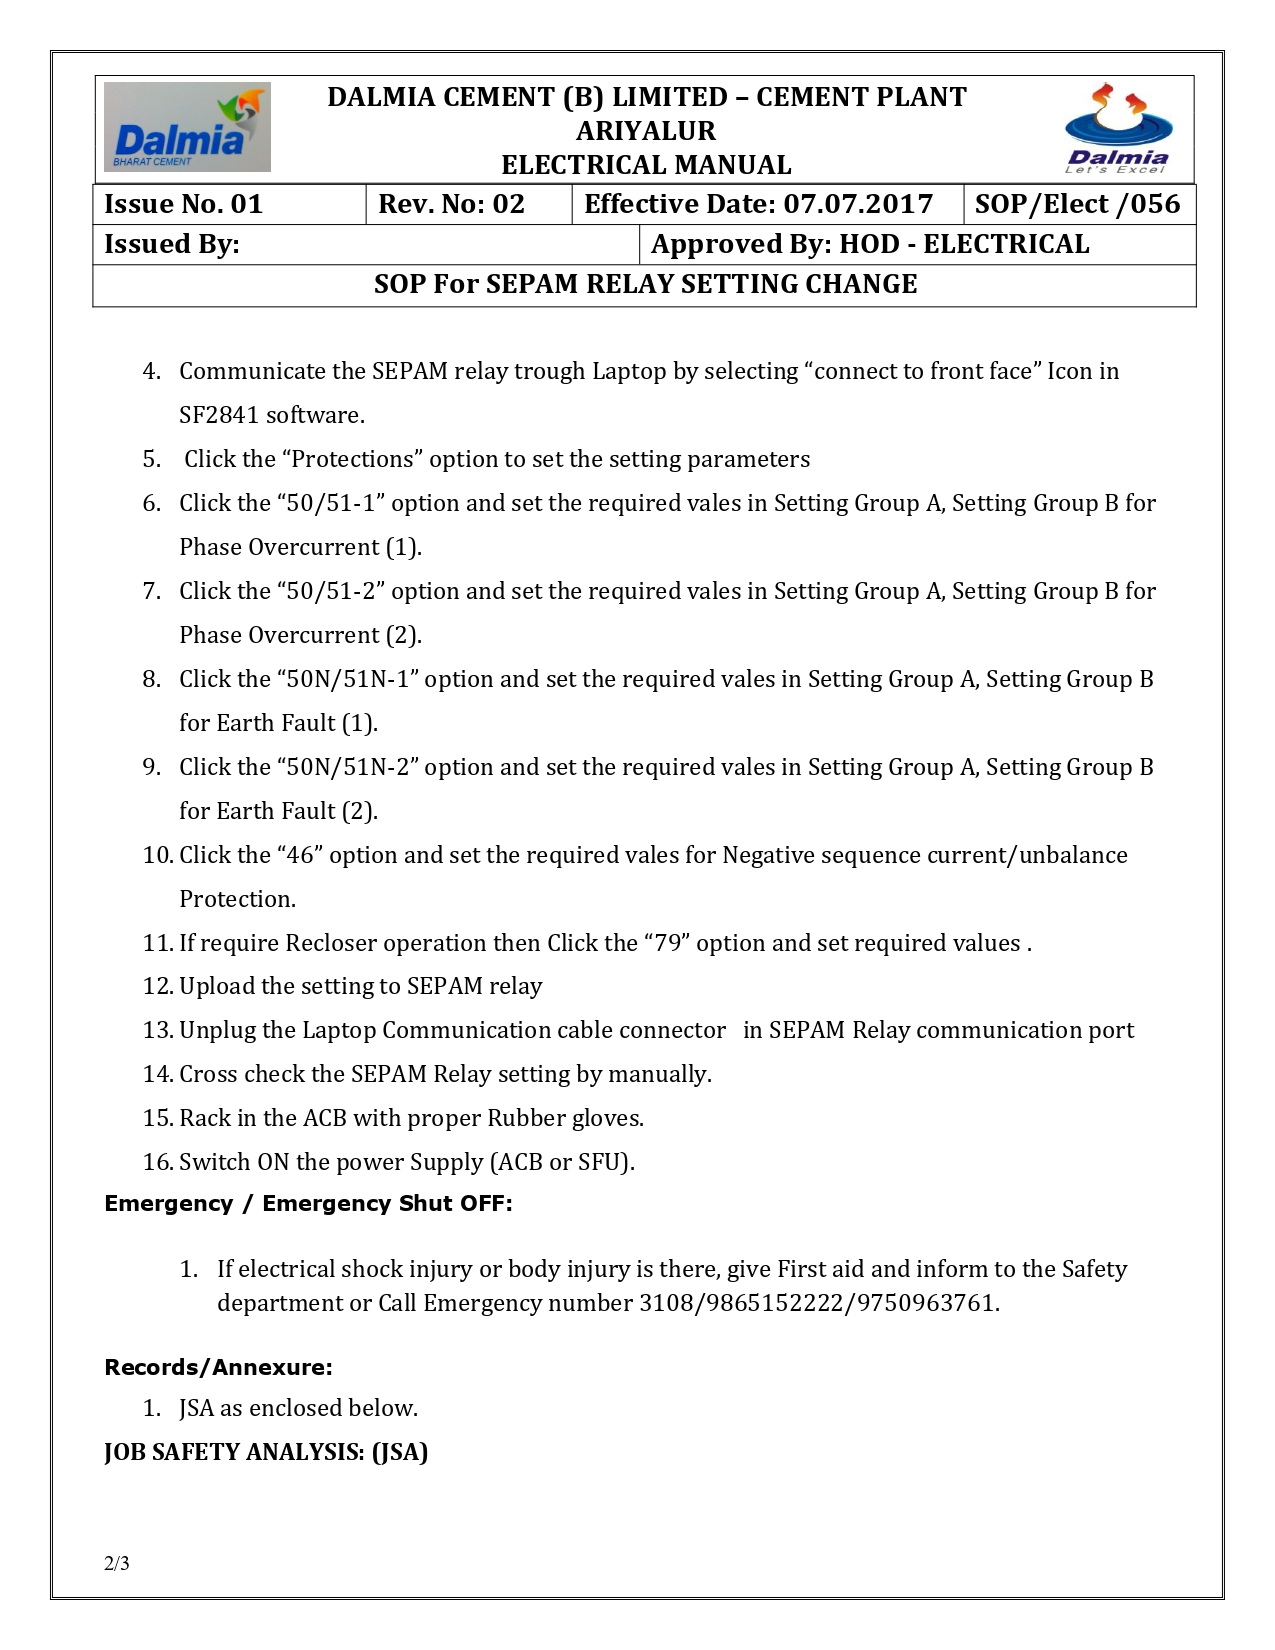 Dalmia
BHARAT CEMENT
DALMIA CEMENT (B) LIMITED – CEMENT PLANT
ARIYALUR
ELECTRICAL MANUAL
Dalmia
Let's Excel
Issue No. 01 Rev. No: 02 Effective Date: 07.07.2017 SOP/Elect /056
Issued By: Approved By: HOD - ELECTRICAL
SOP For SEPAM RELAY SETTING CHANGE
4. Communicate the SEPAM relay trough Laptop by selecting “connect to front face” Icon in
SF2841 software.
5. Click the “Protections” option to set the setting parameters
6. Click the “50/51-1” option and set the required vales in Setting Group A, Setting Group B for
Phase Overcurrent (1).
7. Click the “50/51-2” option and set the required vales in Setting Group A, Setting Group B for
Phase Overcurrent (2).
8. Click the “50N/51N-1” option and set the required vales in Setting Group A, Setting Group B
for Earth Fault (1).
9. Click the “50N/51N-2” option and set the required vales in Setting Group A, Setting Group B
for Earth Fault (2).
10. Click the “46” option and set the required vales for Negative sequence current/unbalance
Protection.
11. If require Recloser operation then Click the “79” option and set required values .
12. Upload the setting to SEPAM relay
13. Unplug the Laptop Communication cable connector in SEPAM Relay communication port
14. Cross check the SEPAM Relay setting by manually.
15. Rack in the ACB with proper Rubber gloves.
16. Switch ON the power Supply (ACB or SFU).
Emergency / Emergency Shut OFF:
1. If electrical shock injury or body injury is there, give First aid and inform to the Safety
department or Call Emergency number 3108/9865152222/9750963761.
Records/Annexure:
1. JSA as enclosed below.
JOB SAFETY ANALYSIS: (JSA)
2/3